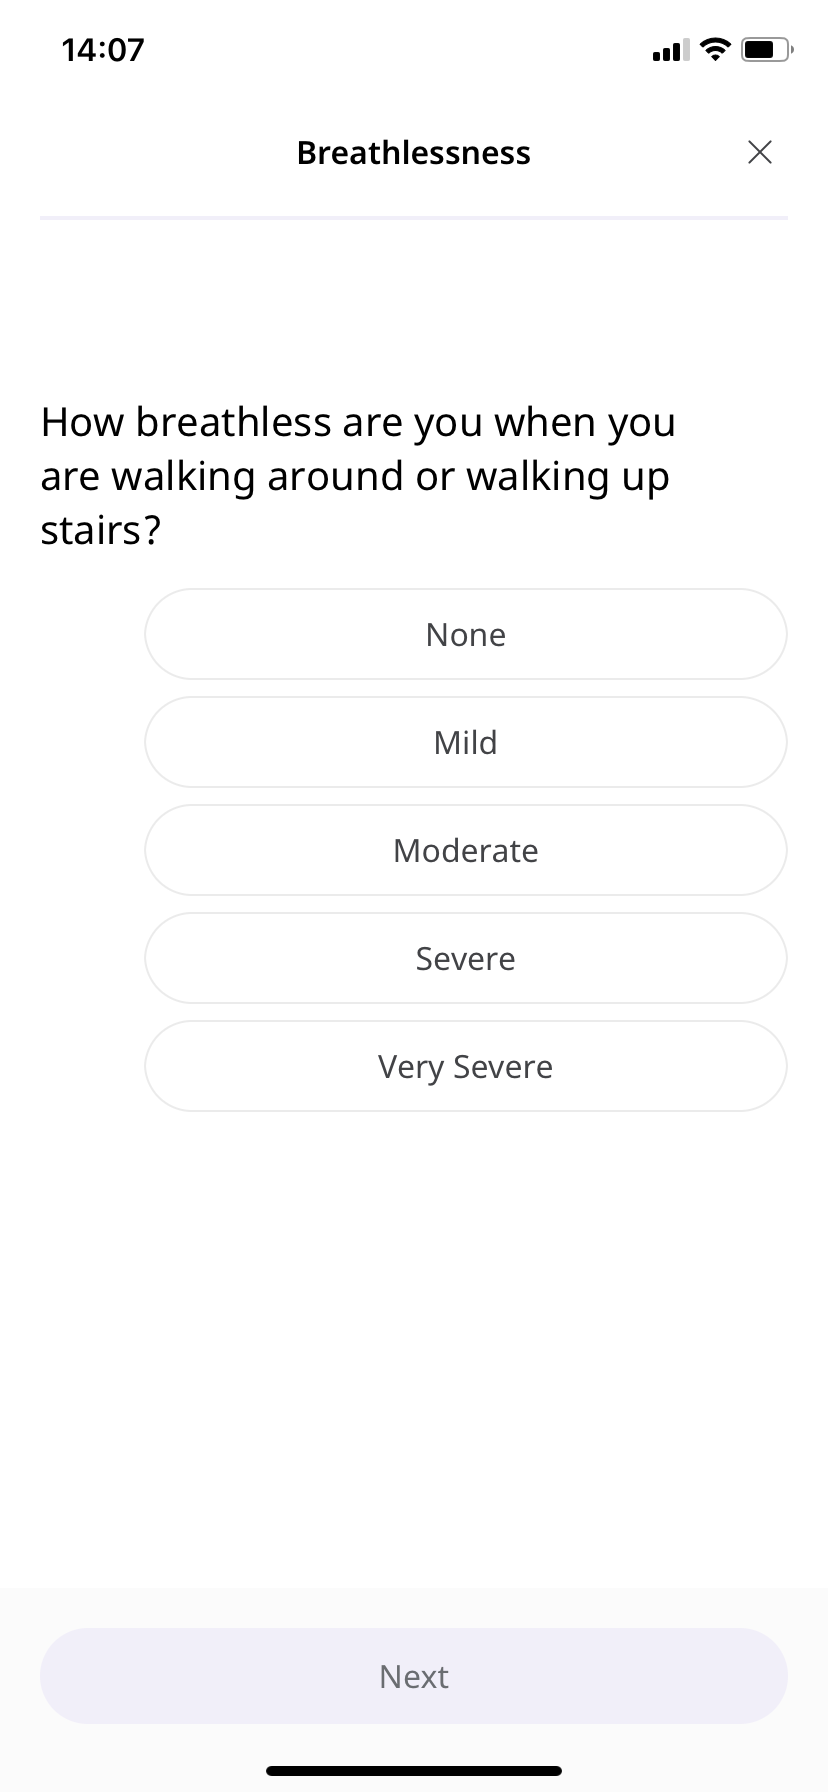 14:07
Breathlessness
How breathless are you when you
are walking around or walking up
stairs?
None
Mild
Moderate
Severe
Very Severe
Next